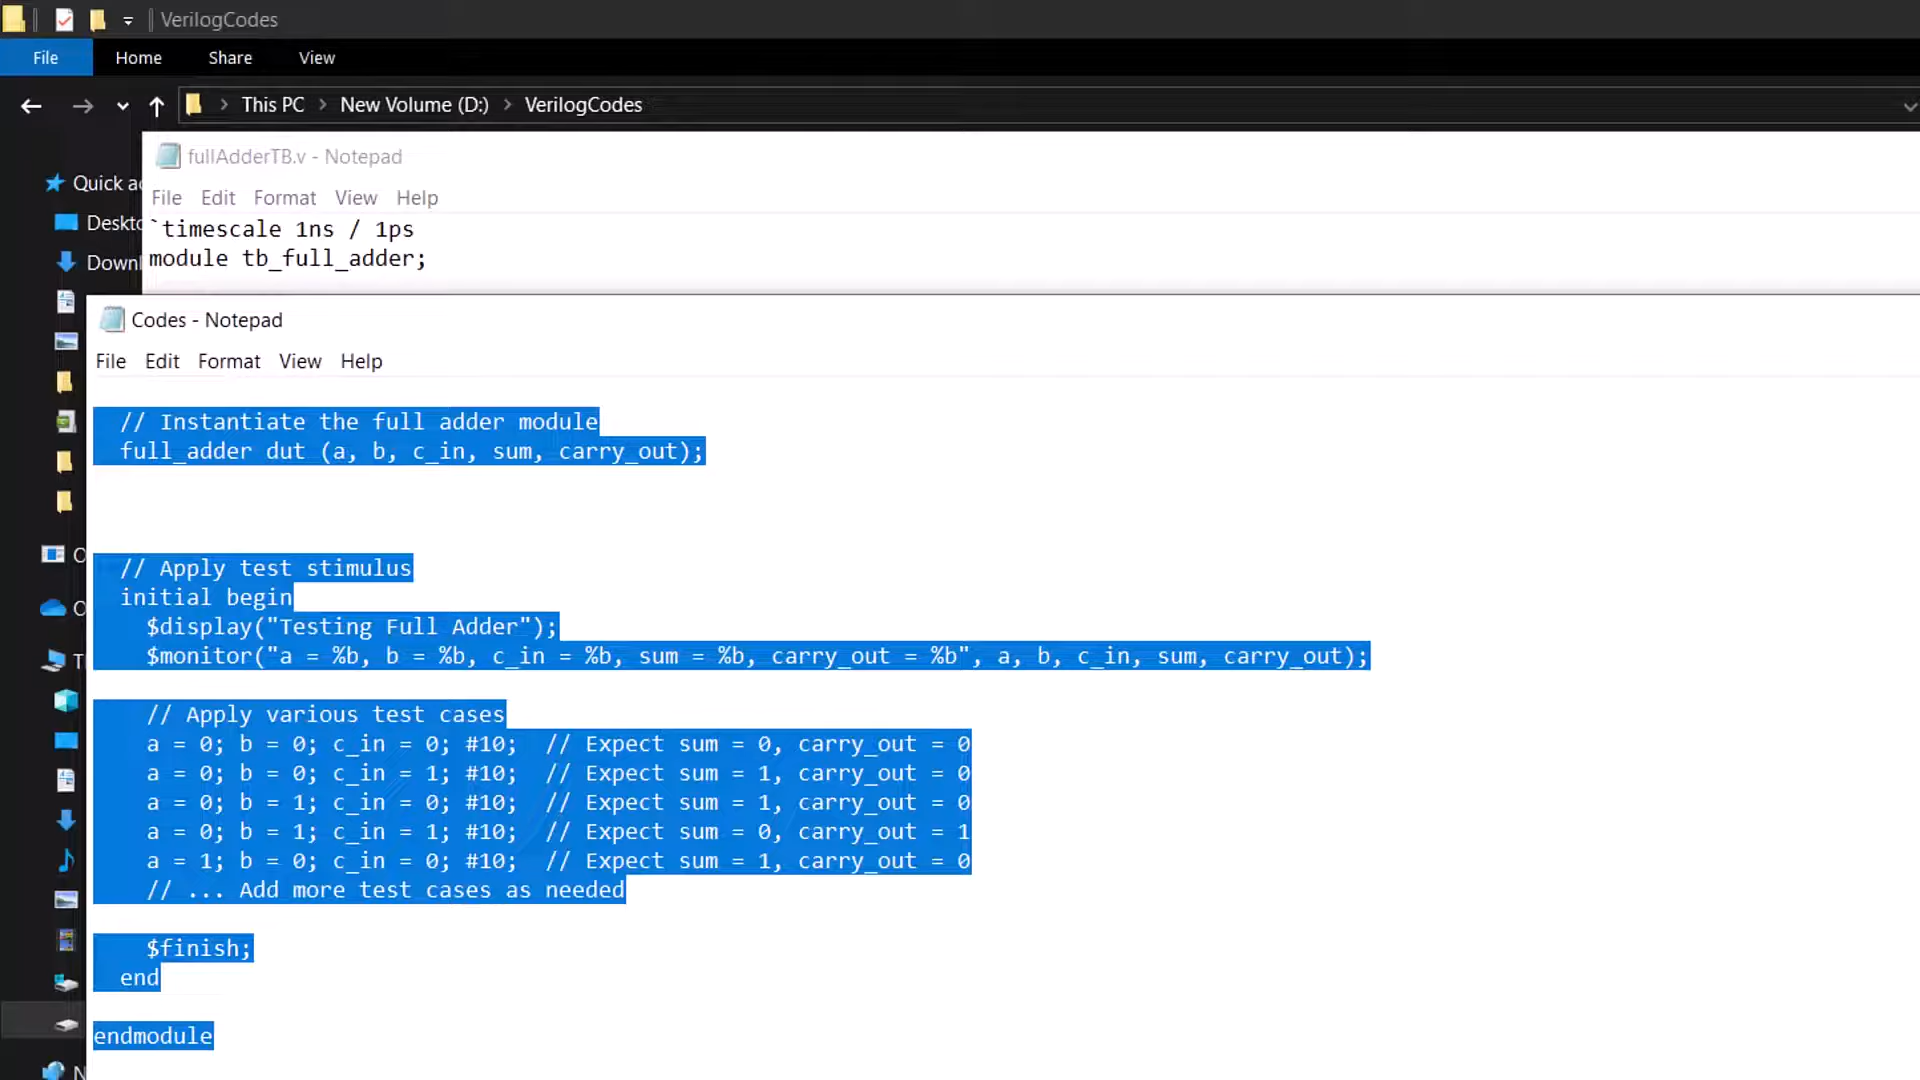 VerilogCodes
File Home Share View
This PC > New Volume (D:) > VerilogCodes
fullAdderTB.v - Notepad
File Edit Format View Help
`timescale 1ns / 1ps
module tb_full_adder;
Quick
Codes - Notepad
File Edit Format View Help
// Instantiate the full adder module
full_adder dut (a, b, c_in, sum, carry_out);
// Apply test stimulus
initial begin
$display("Testing Full Adder");
$monitor("a = %b, b = %b, c_in = %b, sum = %b, carry_out = %b", a, b, c_in, sum, carry_out);
// Apply various test cases
a = 0; b = 0; c_in = 0; #10;  // Expect sum = 0, carry_out = 0
a = 0; b = 0; c_in = 1; #10;  // Expect sum = 1, carry_out = 0
a = 0; b = 1; c_in = 0; #10;  // Expect sum = 1, carry_out = 0
a = 0; b = 1; c_in = 1; #10;  // Expect sum = 0, carry_out = 1
a = 1; b = 0; c_in = 0; #10;  // Expect sum = 1, carry_out = 0
// ... Add more test cases as needed
$finish;
end
endmodule